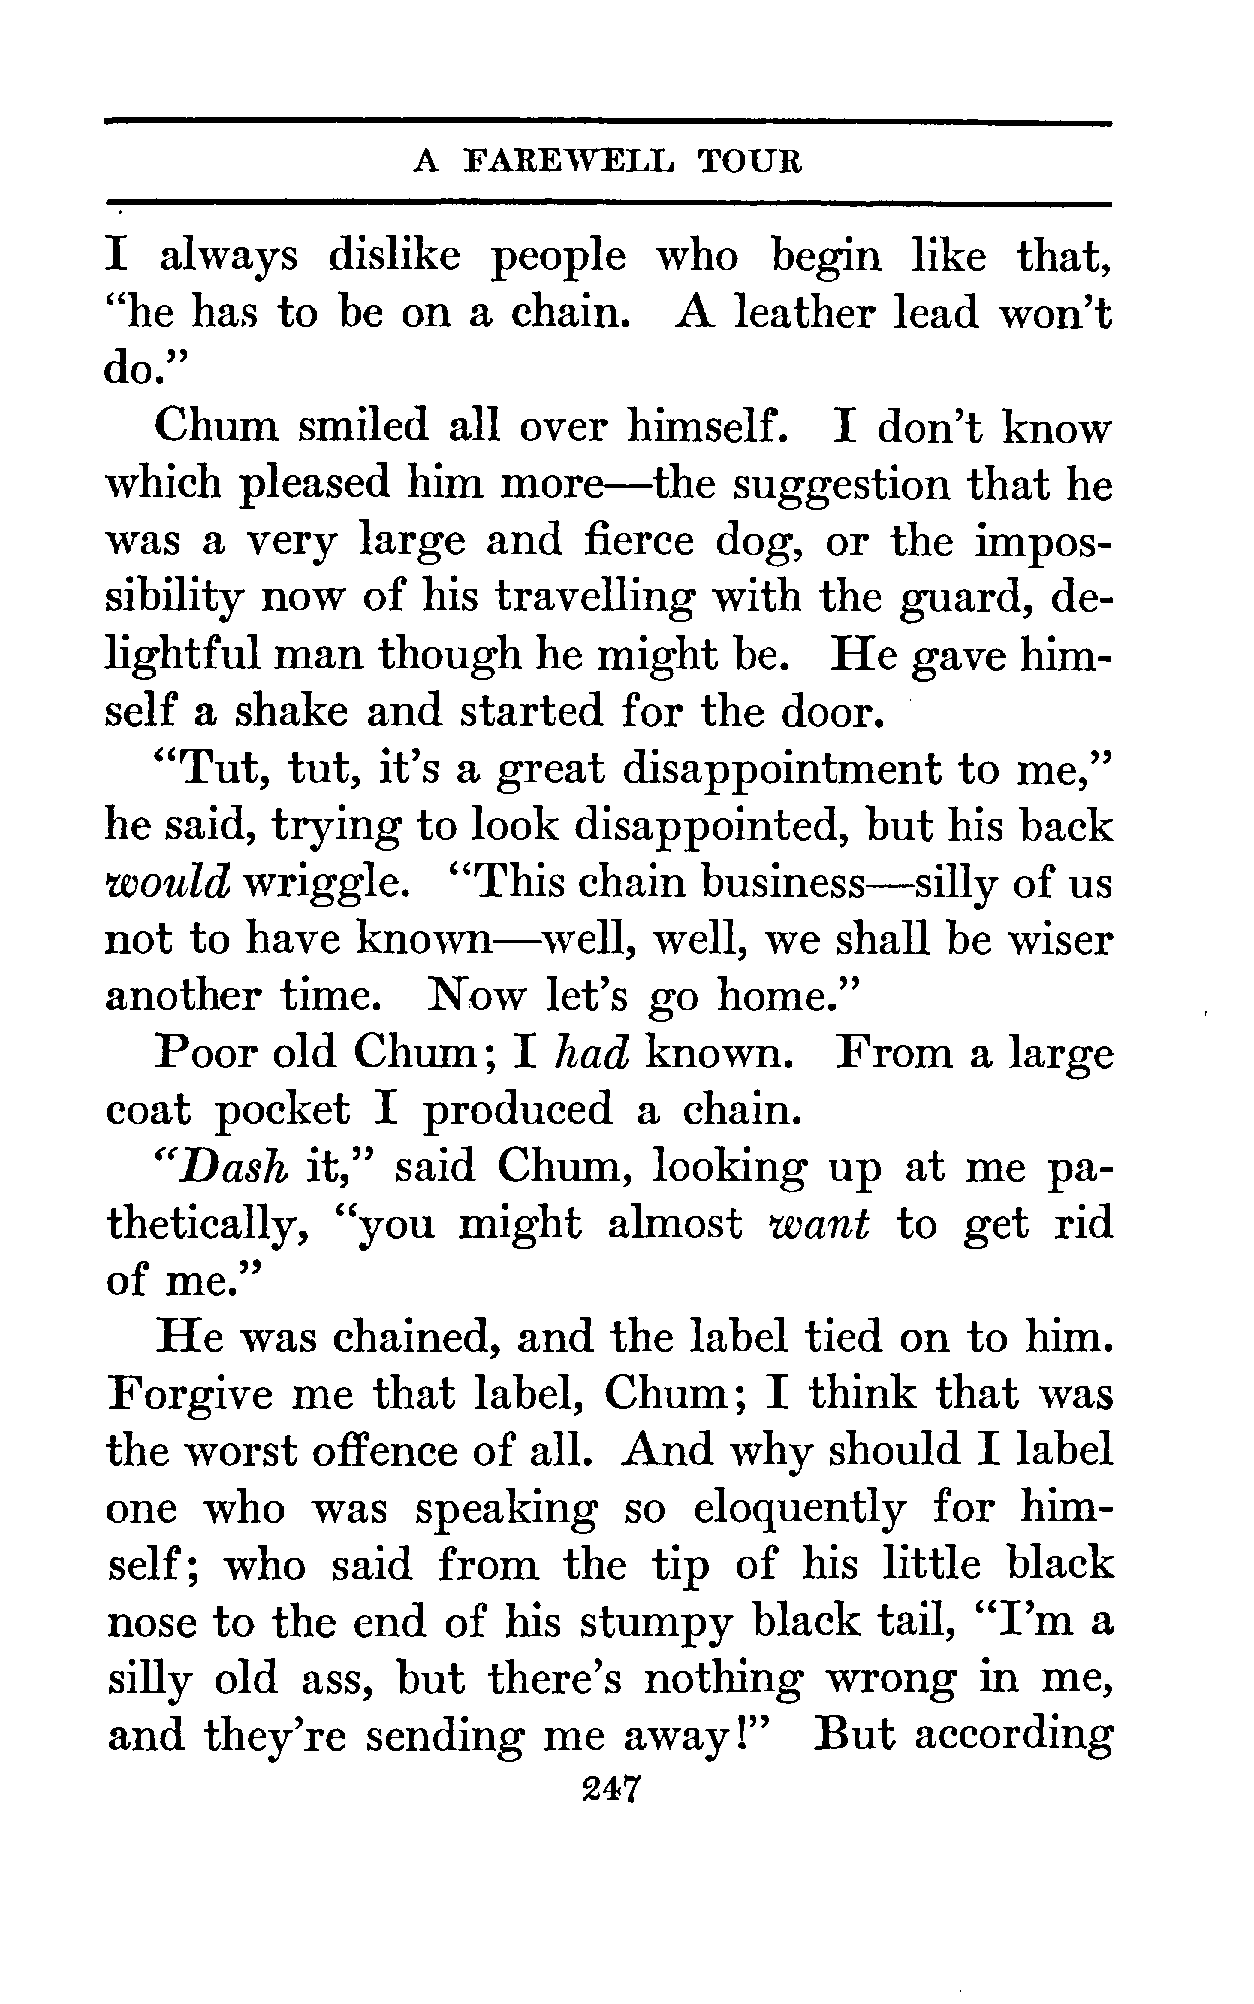 A FAREWELL TOUR
I always dislike people who begin like that,
“he has to be on a chain. A leather lead won't
do.”
Chum smiled all over himself. I don't know
which pleased him more—the suggestion that he
was a very large and fierce dog, or the impos-
sibility now of his travelling with the guard, de-
lightful man though he might be. He gave him-
self a shake and started for the door.
“Tut, tut, it's a great disappointment to me,”
he said, trying to look disappointed, but his back
would wriggle. “This chain business—silly of us
not to have known—well, well, we shall be wiser
another time. Now let's go home.”
Poor old Chum; I had known. From a large
coat pocket I produced a chain.
“Dash it,” said Chum, looking up at me pa-
thetically, “you might almost want to get rid
of me.”
He was chained, and the label tied on to him.
Forgive me that label, Chum; I think that was
the worst offence of all. And why should I label
one who was speaking so eloquently for him-
self; who said from the tip of his little black
nose to the end of his stumpy black tail, “I'm a
silly old ass, but there's nothing wrong in me,
and they're sending me away!” But according
247